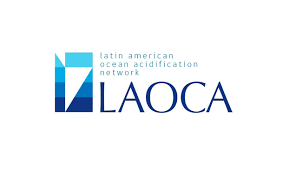 latin american
ocean acidification
network
LAOCA